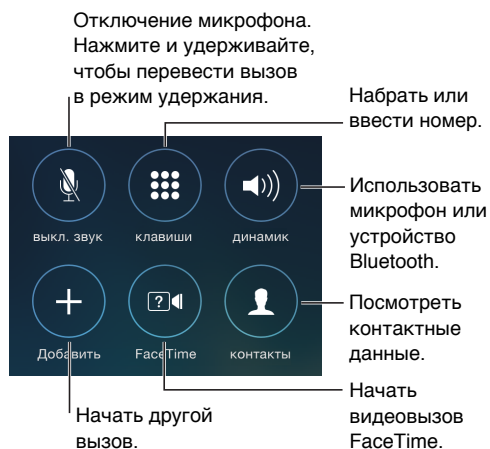 Отключение микрофона.
Нажмите и удерживайте,
чтобы перевести вызов
в режим удержания.
Набрать или
ввести номер.
выкл. звук
клавиши
динамик
Использовать
микрофон или
устройство
Bluetooth.
Добавить
FaceTime
контакты
Посмотреть
контактные
данные.
Начать другой
вызов.
Начать
видеовызов
FaceTime.